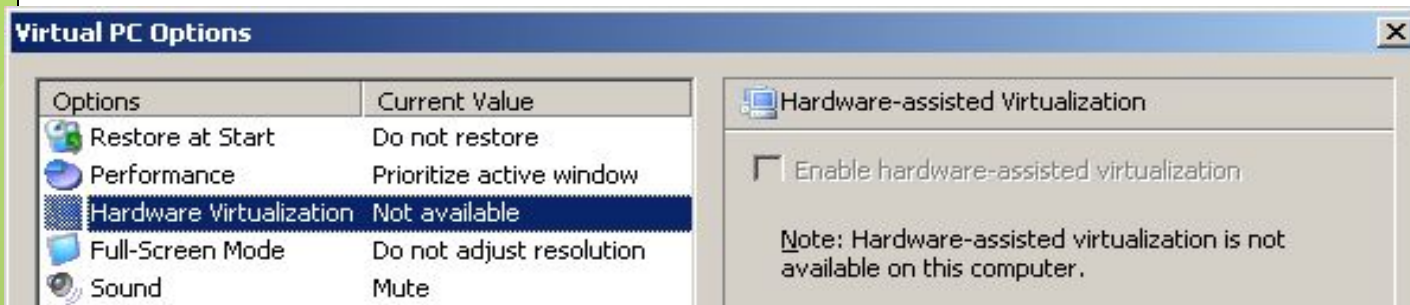 Virtual PC Options
Options Current Value
Restore at Start Do not restore
Performance Prioritize active window
Hardware Virtualization Not available
Full-Screen Mode Do not adjust resolution
Sound Mute
Hardware-assisted Virtualization
Enable hardware-assisted virtualization
Note: Hardware-assisted virtualization is not
available on this computer.